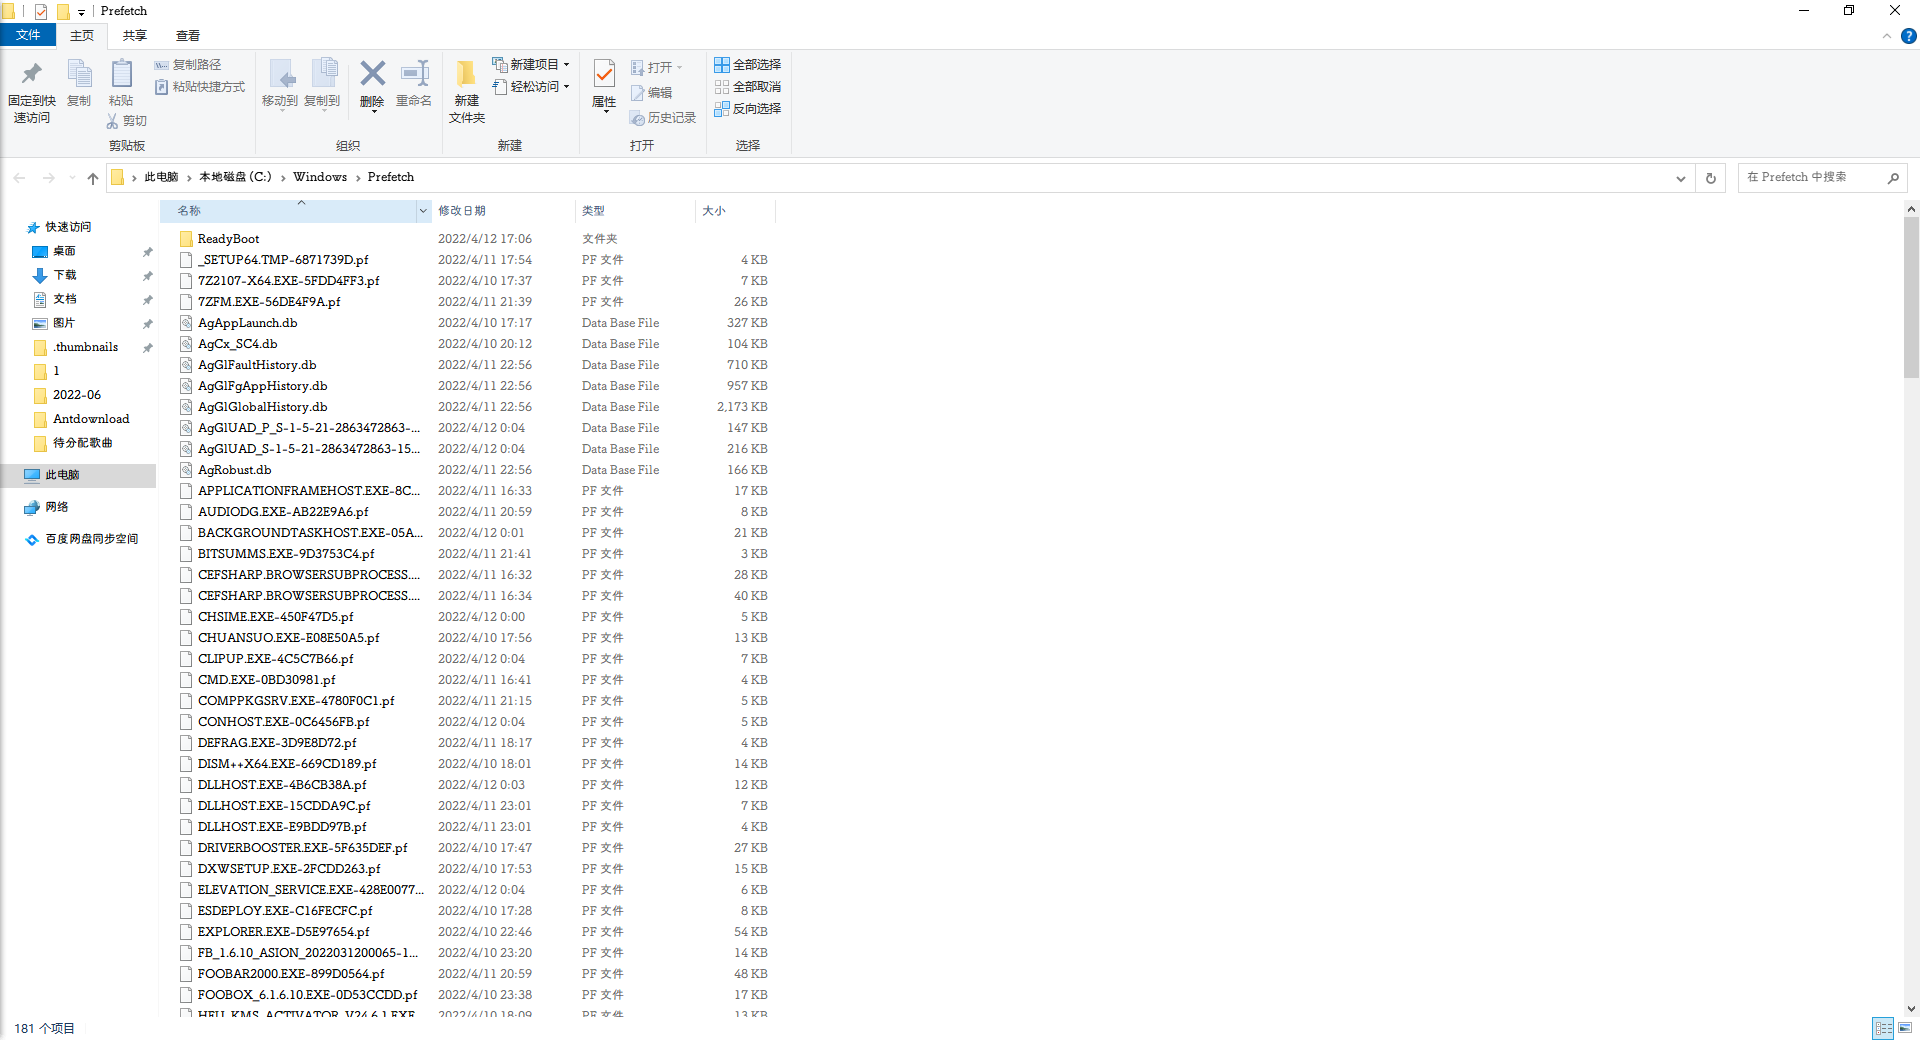 Prefetch
文件 主页 共享 查看
固定到快速访问 复制 粘贴 复制路径 粘贴快捷方式 剪切 移动到 复制到 删除 重命名 新建文件夹 新建项目 轻松访问 属性 打开 编辑 历史记录 全部选择 全部取消 反向选择
剪贴板 组织 新建 打开 选择
此电脑 本地磁盘 (C:) Windows Prefetch 在 Prefetch 中搜索
快速访问
桌面
下载
文档
图片
.thumbnails
1
2022-06
Antdownload
待分配歌曲
此电脑
网络
百度网盘同步空间
名称 修改日期 类型 大小
ReadyBoot 2022/4/12 17:06 文件夹
_SETUP64.TMP-6871739D.pf 2022/4/11 17:54 PF 文件 4 KB
7Z2107-X64.EXE-5FDD4FF3.pf 2022/4/10 17:37 PF 文件 7 KB
7ZFM.EXE-56DE4F9A.pf 2022/4/11 21:39 PF 文件 26 KB
AgAppLaunch.db 2022/4/10 17:17 Data Base File 327 KB
AgCx_SC4.db 2022/4/10 20:12 Data Base File 104 KB
AgGlFaultHistory.db 2022/4/11 22:56 Data Base File 710 KB
AgGlFgAppHistory.db 2022/4/11 22:56 Data Base File 957 KB
AgGlGlobalHistory.db 2022/4/11 22:56 Data Base File 2,173 KB
AgGlUAD_P_S-1-5-21-2863472863-... 2022/4/12 0:04 Data Base File 147 KB
AgGlUAD_S-1-5-21-2863472863-15... 2022/4/12 0:04 Data Base File 216 KB
AgRobust.db 2022/4/11 22:56 Data Base File 166 KB
APPLICATIONFRAMEHOST.EXE-8C... 2022/4/11 16:33 PF 文件 17 KB
AUDIODG.EXE-AB22E9A6.pf 2022/4/11 20:59 PF 文件 8 KB
BACKGROUNDTASKHOST.EXE-05A... 2022/4/12 0:01 PF 文件 21 KB
BITSUMMS.EXE-9D3753C4.pf 2022/4/11 21:41 PF 文件 3 KB
CEFSHARP.BROWSERSUBPROCESS.... 2022/4/11 16:32 PF 文件 28 KB
CEFSHARP.BROWSERSUBPROCESS.... 2022/4/11 16:34 PF 文件 40 KB
CHSIME.EXE-450F47D5.pf 2022/4/12 0:00 PF 文件 5 KB
CHUANSUO.EXE-E08E50A5.pf 2022/4/10 17:56 PF 文件 13 KB
CLIPUP.EXE-4C5C7B66.pf 2022/4/12 0:04 PF 文件 7 KB
CMD.EXE-0BD30981.pf 2022/4/11 16:41 PF 文件 4 KB
COMPPKGSRV.EXE-4780F0C1.pf 2022/4/11 21:15 PF 文件 5 KB
CONHOST.EXE-0C6456FB.pf 2022/4/12 0:04 PF 文件 5 KB
DEFRAG.EXE-3D9E8D72.pf 2022/4/11 18:17 PF 文件 4 KB
DISM++X64.EXE-669CD189.pf 2022/4/10 18:01 PF 文件 14 KB
DLLHOST.EXE-4B6CB38A.pf 2022/4/12 0:03 PF 文件 12 KB
DLLHOST.EXE-15CDDA9C.pf 2022/4/11 23:01 PF 文件 7 KB
DLLHOST.EXE-E9BDD97B.pf 2022/4/11 23:01 PF 文件 4 KB
DRIVERBOOSTER.EXE-5F635DEF.pf 2022/4/10 17:47 PF 文件 27 KB
DXWSETUP.EXE-2FCDD263.pf 2022/4/10 17:53 PF 文件 15 KB
ELEVATION_SERVICE.EXE-428E0077... 2022/4/12 0:04 PF 文件 6 KB
ESDEPLOY.EXE-C16FECFC.pf 2022/4/10 17:28 PF 文件 8 KB
EXPLORER.EXE-D5E97654.pf 2022/4/10 22:46 PF 文件 54 KB
FB_1.6.10_ASION_2022031200065-1... 2022/4/10 23:20 PF 文件 14 KB
FOOBAR2000.EXE-899D0564.pf 2022/4/11 20:59 PF 文件 48 KB
FOOBOX_6.1.6.10.EXE-0D53CCDD.pf 2022/4/10 23:38 PF 文件 17 KB
HEU_KMS_ACTIVATOR_V24.6.1.EXE 2022/4/10 18:09 PF 文件 13 KB
181 个项目